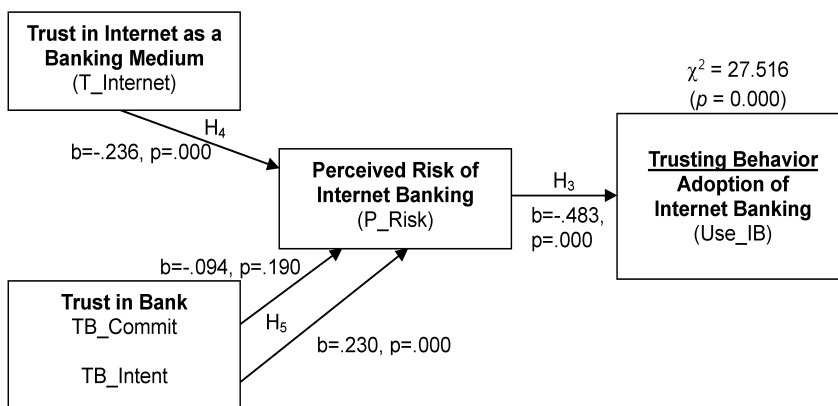 Trust in Internet as a
Banking Medium
(T_Internet)
χ² = 27.516
(p = 0.000)
H₄
b=-.236, p=.000
Perceived Risk of
Internet Banking
(P_Risk)
H₃
b=-.483,
p=.000
Trusting Behavior
Adoption of
Internet Banking
(Use_IB)
b=-.094, p=.190
Trust in Bank
TB_Commit
TB_Intent
H₅
b=.230, p=.000